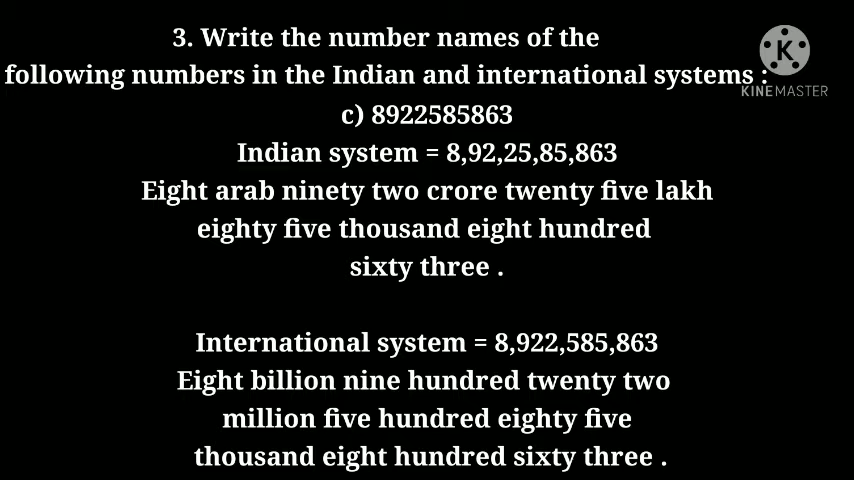 3. Write the number names of the
following numbers in the Indian and international systems :
K
KINEMASTER
c) 8922585863
Indian system = 8,92,25,85,863
Eight arab ninety two crore twenty five lakh
eighty five thousand eight hundred
sixty three .
International system = 8,922,585,863
Eight billion nine hundred twenty two
million five hundred eighty five
thousand eight hundred sixty three .